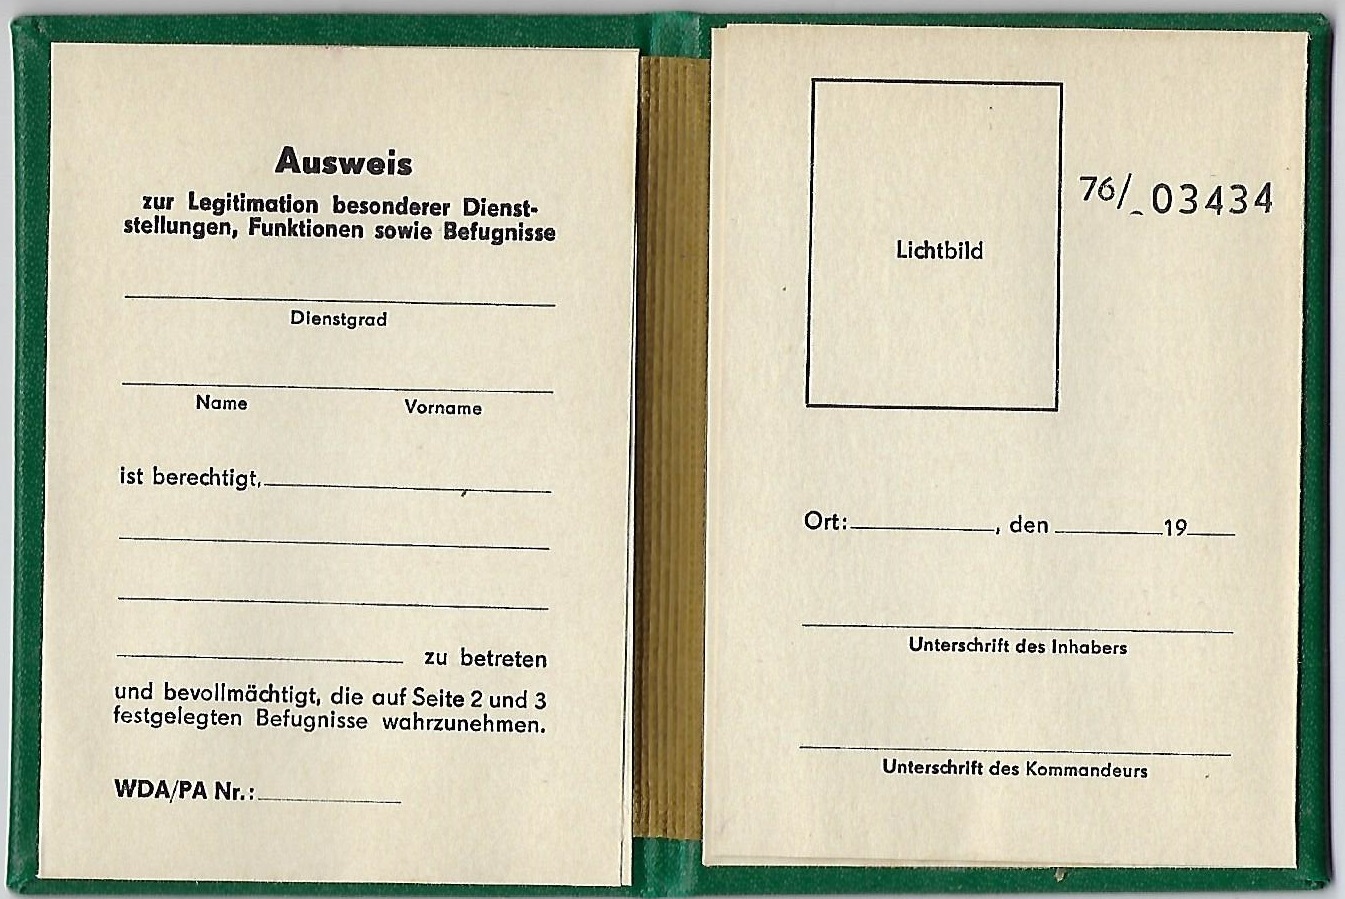 Ausweis
zur Legitimation besonderer Dienst-
stellungen, Funktionen sowie Befugnisse
Dienstgrad
Name Vorname
ist berechtigt,
zu betreten
und bevollmächtigt, die auf Seite 2 und 3
festgelegten Befugnisse wahrzunehmen.
WDA/PA Nr.:
Lichtbild
76/ 03434
Ort: , den 19
Unterschrift des Inhabers
Unterschrift des Kommandeurs